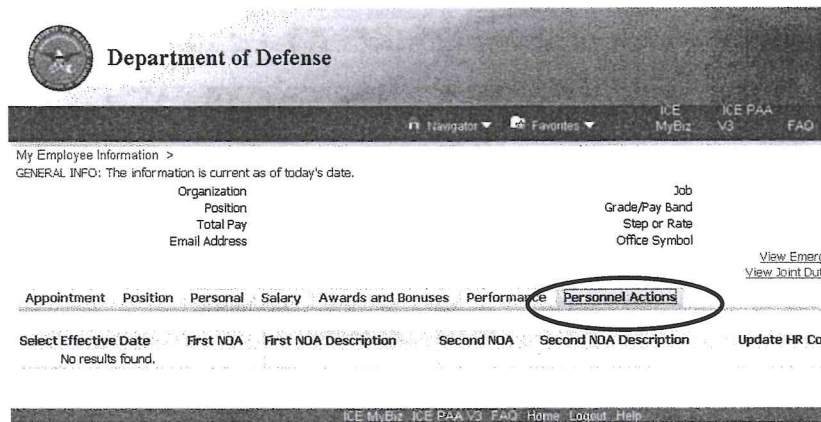 Department of Defense
Navigator Favorites ICE MyBiz ICE PAA V3 FAQ
My Employee Information >
GENERAL INFO: The information is current as of today's date.
Organization Job
Position Grade/Pay Band
Total Pay Step or Rate
Email Address Office Symbol
View Emerg
View Joint Dut
Appointment Position Personal Salary Awards and Bonuses Performance Personnel Actions
Select Effective Date First NOA First NOA Description Second NOA Second NOA Description Update HR Co
No results found.
ICE MyBiz ICE PAA V3 FAQ Home Logout Help